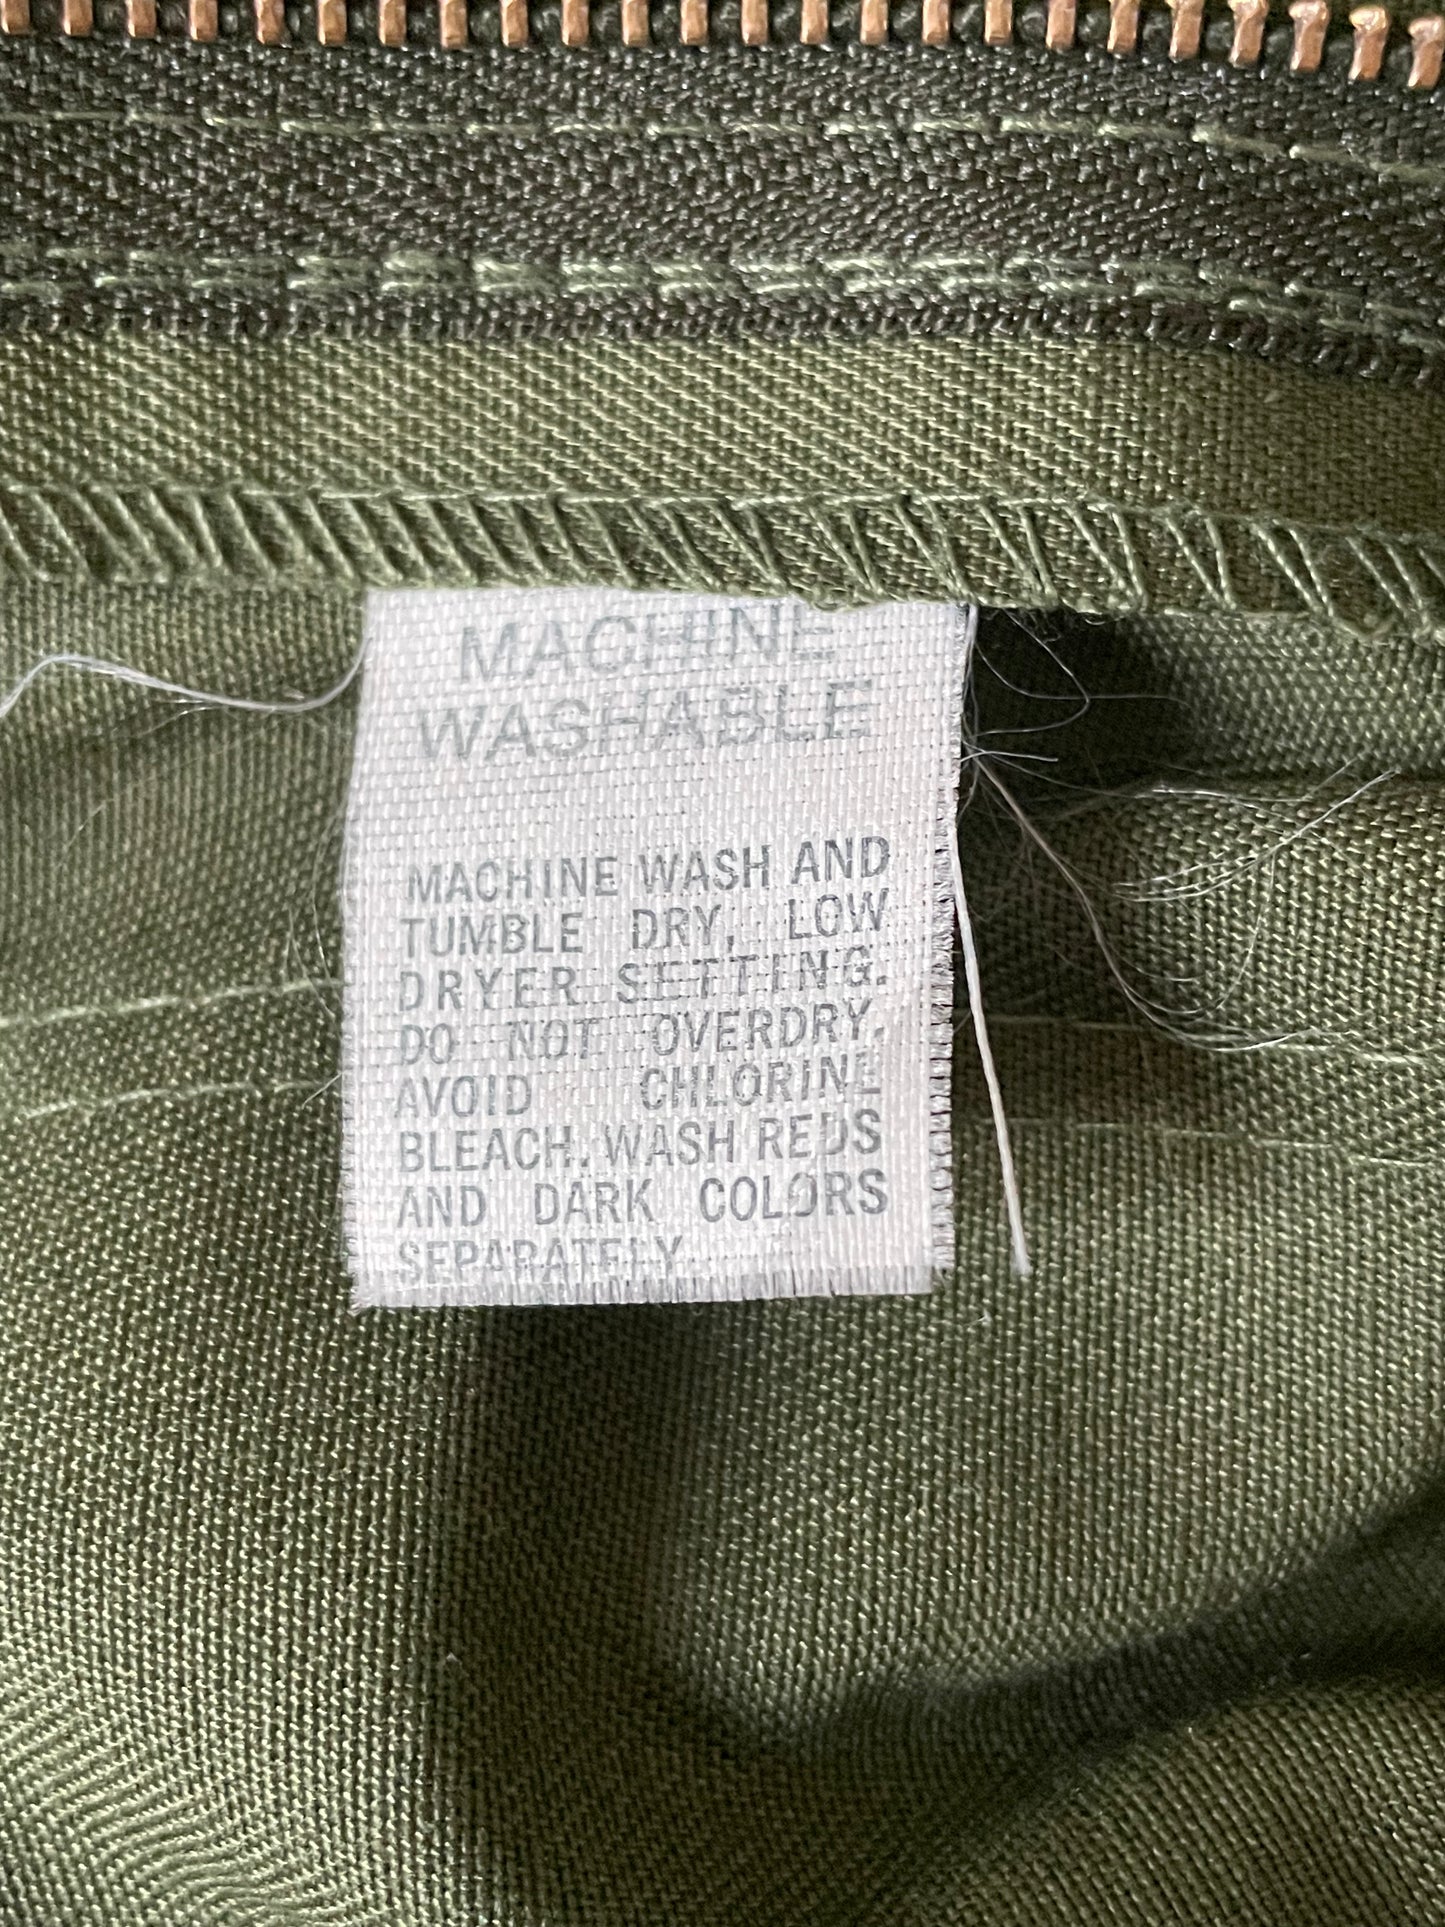 MACHINE
WASHABLE
MACHINE WASH AND
TUMBLE DRY, LOW
DRYER SETTING.
DO NOT OVERDRY.
AVOID CHLORINE
BLEACH. WASH REDS
AND DARK COLORS
SEPARATELY